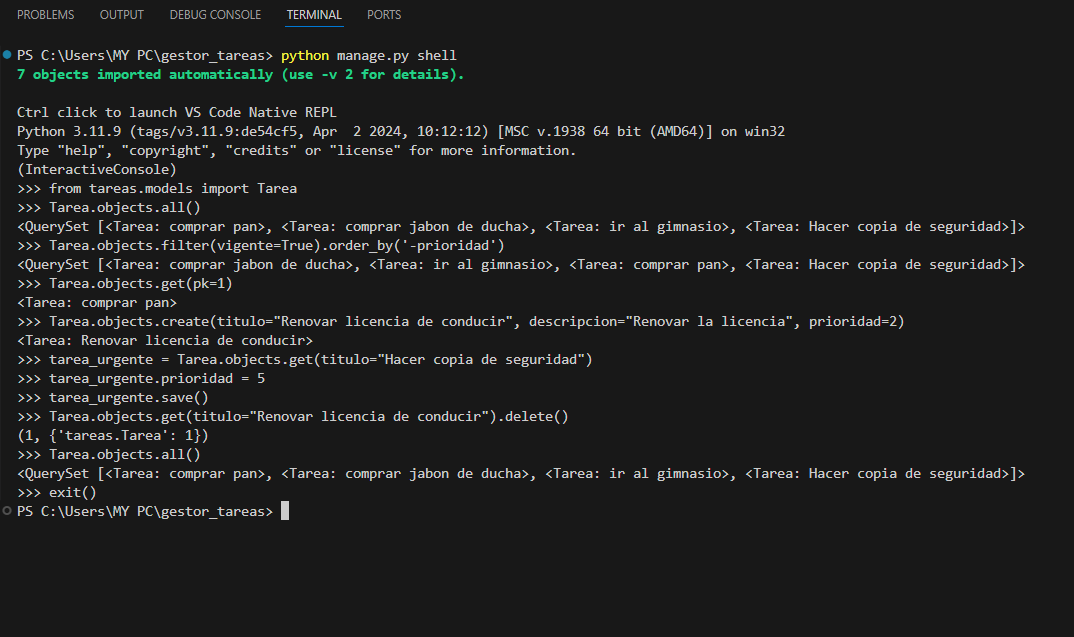 PROBLEMS OUTPUT DEBUG CONSOLE TERMINAL PORTS
PS C:\Users\MY PC\gestor_tareas> python manage.py shell
7 objects imported automatically (use -v 2 for details).
Ctrl click to launch VS Code Native REPL
Python 3.11.9 (tags/v3.11.9:de54cf5, Apr  2 2024, 10:12:12) [MSC v.1938 64 bit (AMD64)] on win32
Type "help", "copyright", "credits" or "license" for more information.
(InteractiveConsole)
>>> from tareas.models import Tarea
>>> Tarea.objects.all()
<QuerySet [<Tarea: comprar pan>, <Tarea: comprar jabon de ducha>, <Tarea: ir al gimnasio>, <Tarea: Hacer copia de seguridad>]>
>>> Tarea.objects.filter(vigente=True).order_by('-prioridad')
<QuerySet [<Tarea: comprar jabon de ducha>, <Tarea: ir al gimnasio>, <Tarea: comprar pan>, <Tarea: Hacer copia de seguridad>]>
>>> Tarea.objects.get(pk=1)
<Tarea: comprar pan>
>>> Tarea.objects.create(titulo="Renovar licencia de conducir", descripcion="Renovar la licencia", prioridad=2)
<Tarea: Renovar licencia de conducir>
>>> tarea_urgente = Tarea.objects.get(titulo="Hacer copia de seguridad")
>>> tarea_urgente.prioridad = 5
>>> tarea_urgente.save()
>>> Tarea.objects.get(titulo="Renovar licencia de conducir").delete()
(1, {'tareas.Tarea': 1})
>>> Tarea.objects.all()
<QuerySet [<Tarea: comprar pan>, <Tarea: comprar jabon de ducha>, <Tarea: ir al gimnasio>, <Tarea: Hacer copia de seguridad>]>
>>> exit()
PS C:\Users\MY PC\gestor_tareas>